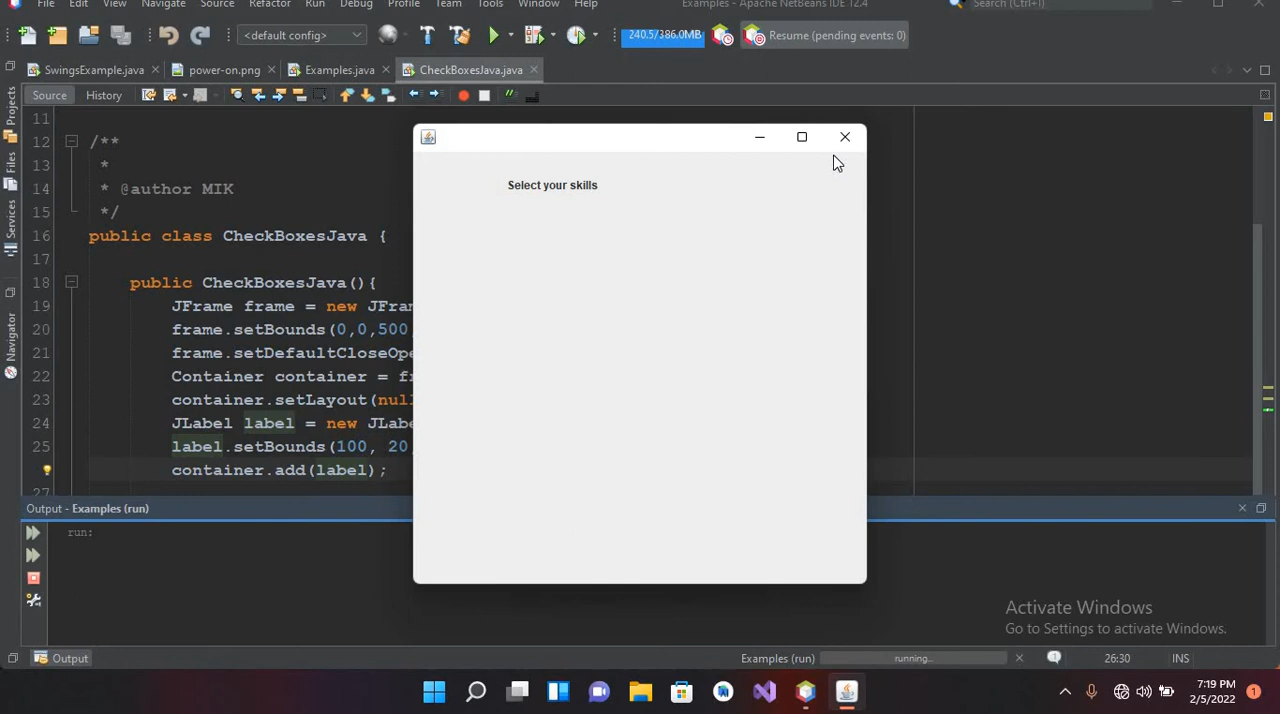 File Edit View Navigate Source Refactor Run Debug Profile Team Tools Window Help Examples - Apache NetBeans IDE 12.4 Search (Ctrl+I)
<default config> 240.5/386.0MB Resume (pending events: 0)
SwingsExample.java power-on.png Examples.java CheckBoxesJava.java
Source History
11
12 /**
13 *
14 * @author MIK
15 */
16 public class CheckBoxesJava {
17
18 public CheckBoxesJava(){
19 JFrame frame = new JFram
20 frame.setBounds(0,0,500
21 frame.setDefaultCloseOpe
22 Container container = fr
23 container.setLayout(null
24 JLabel label = new JLabe
25 label.setBounds(100, 20
container.add(label);
27
Select your skills
Projects
Files
Services
Navigator
Output - Examples (run)
run:
Activate Windows
Go to Settings to activate Windows.
Output Examples (run) running... 26:30 INS
7:19 PM
2/5/2022 1